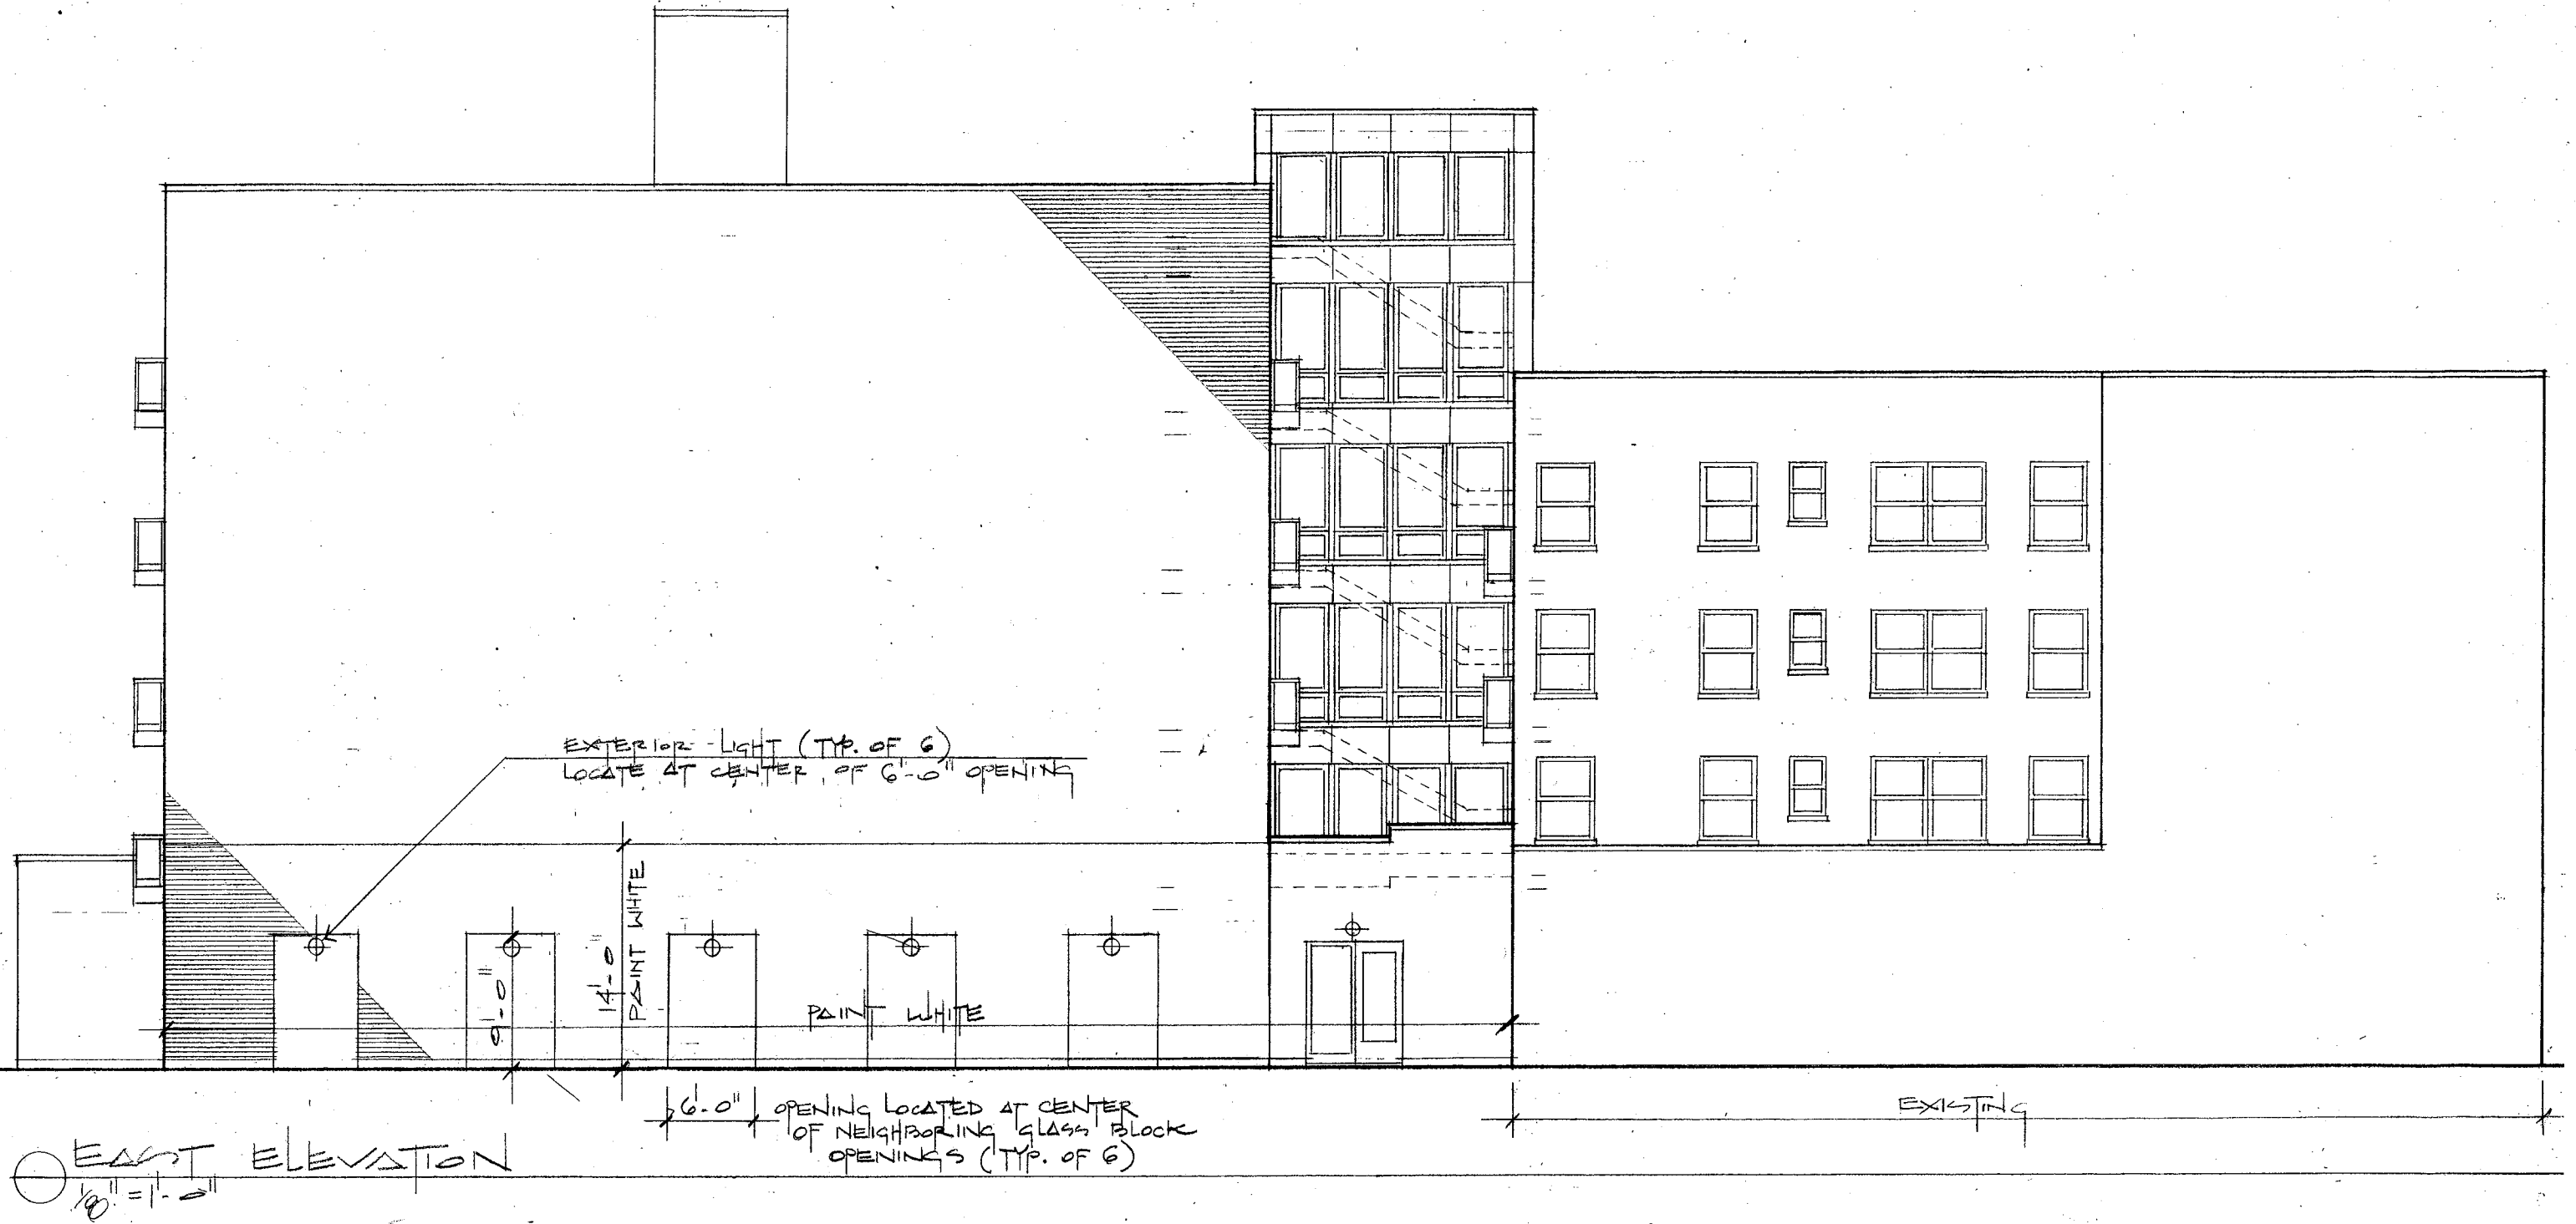 EXTERIOR LIGHT (TYP. OF 6)
LOCATE AT CENTER OF 6'-0" OPENING
PAINT WHITE
14'-0"
9'-0"
PAINT WHITE
6'-0"
OPENING LOCATED AT CENTER
OF NEIGHBORING GLASS BLOCK
OPENINGS (TYP. OF 6)
EXISTING
EAST ELEVATION
1/8" = 1'-0"